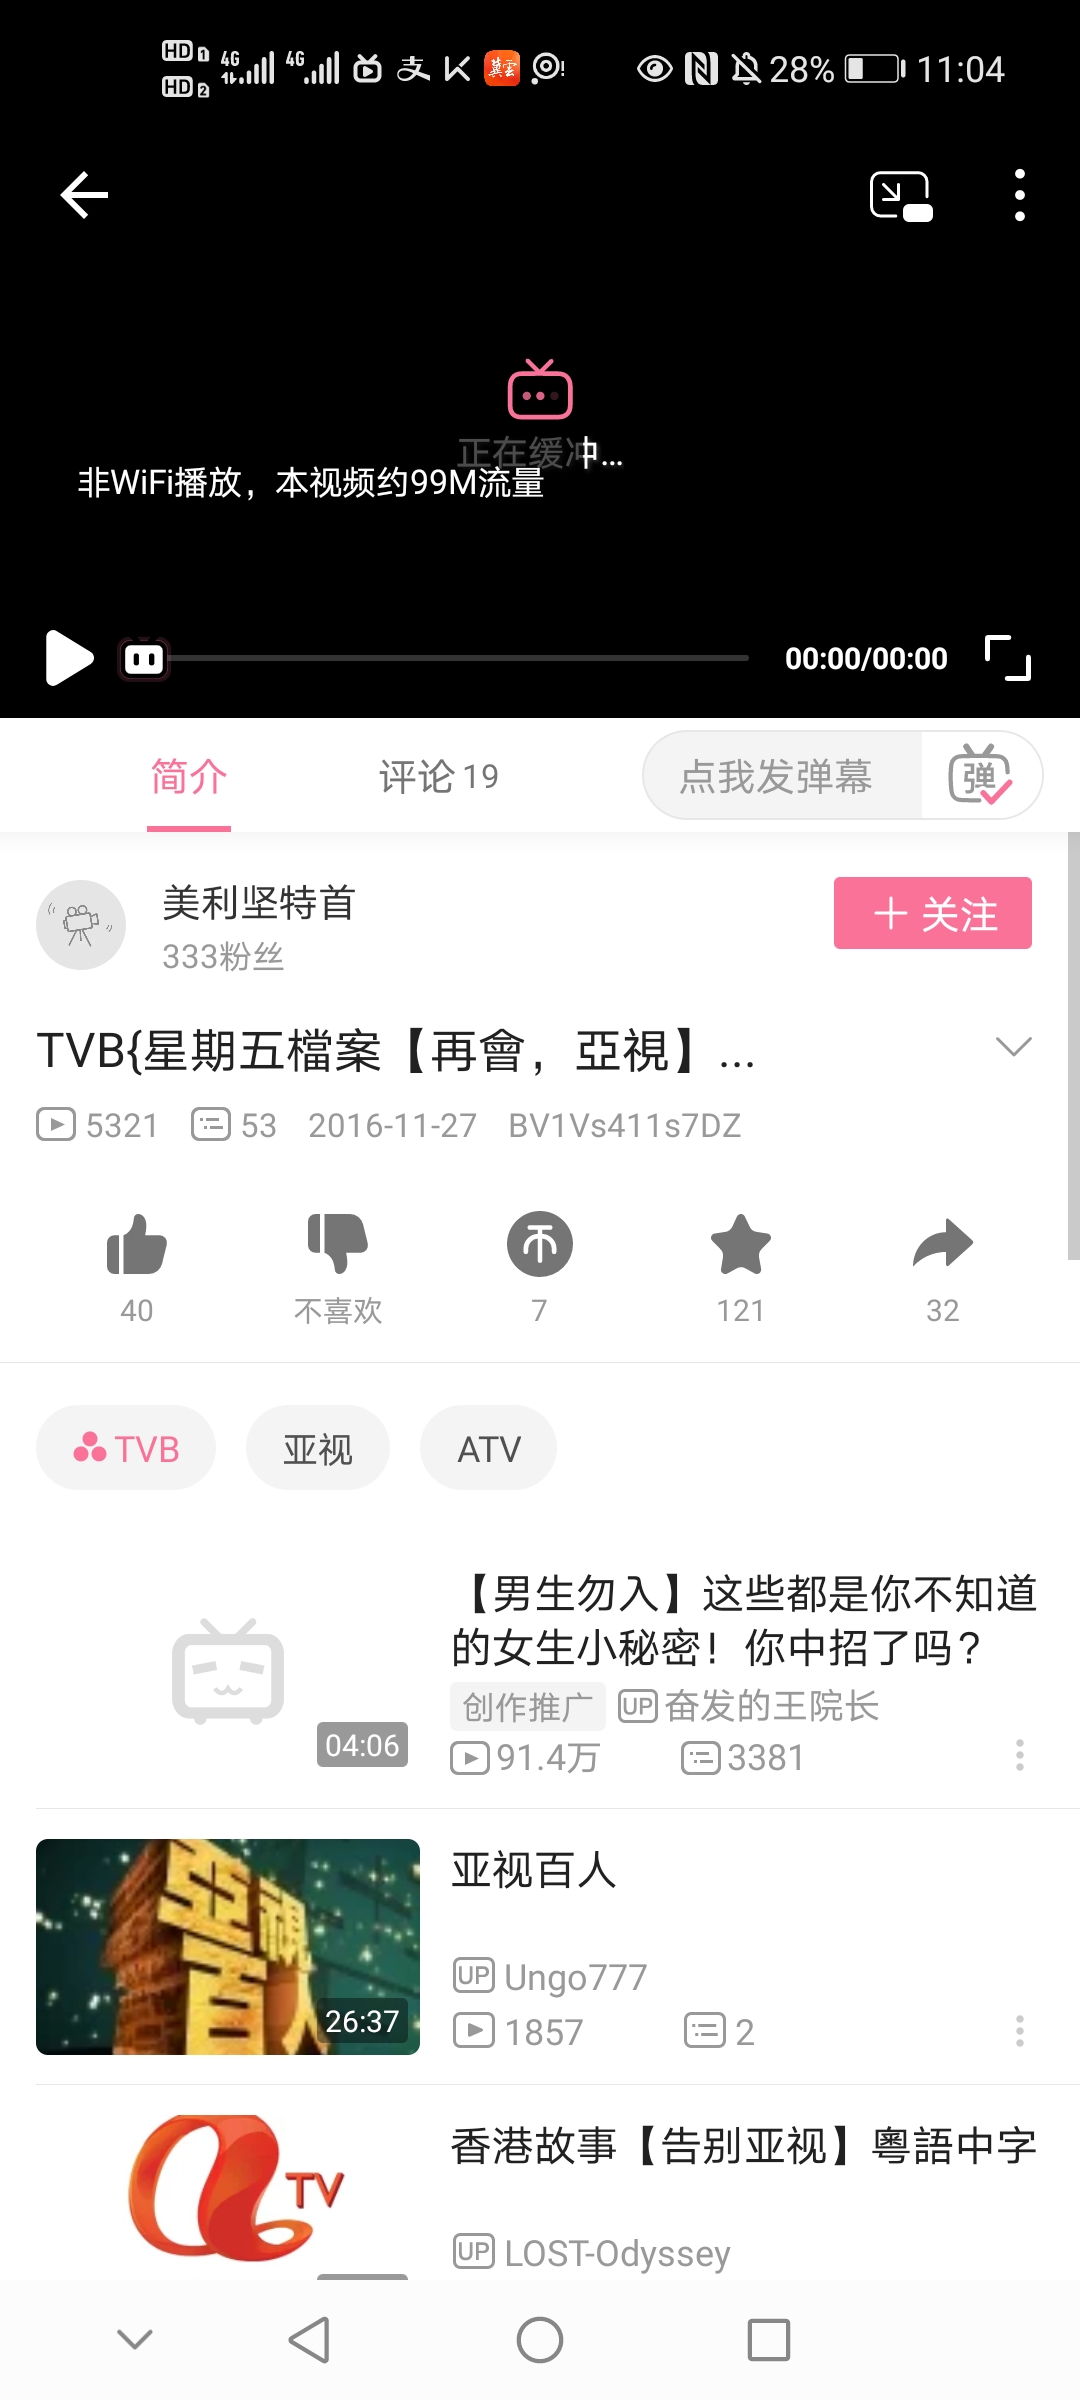 HD 1 4G 4G 支 K 冀雲 28% 11:04
HD 2
正在缓冲...
非WiFi播放，本视频约99M流量
00:00/00:00
简介 评论 19 点我发弹幕 弹
美利坚特首
333粉丝
+ 关注
TVB{星期五檔案【再會，亞視】...
5321 53 2016-11-27 BV1Vs411s7DZ
40 不喜欢 7 121 32
TVB 亚视 ATV
【男生勿入】这些都是你不知道
的女生小秘密！你中招了吗？
创作推广 UP 奋发的王院长
04:06
91.4万 3381
亞視百人
亚视百人
UP Ungo777
26:37
1857 2
TV
香港故事【告别亚视】粤語中字
UP LOST-Odyssey